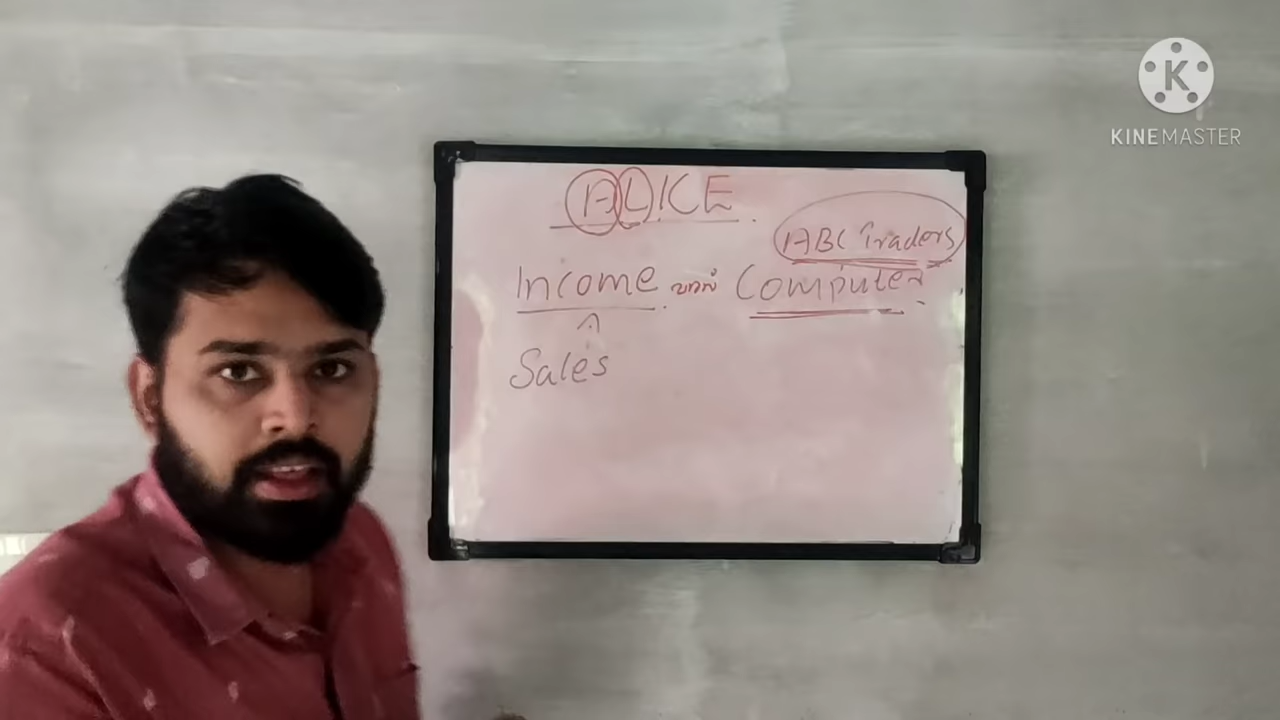 ALICE
ABC Traders
Income Computer
Sales
KINEMASTER